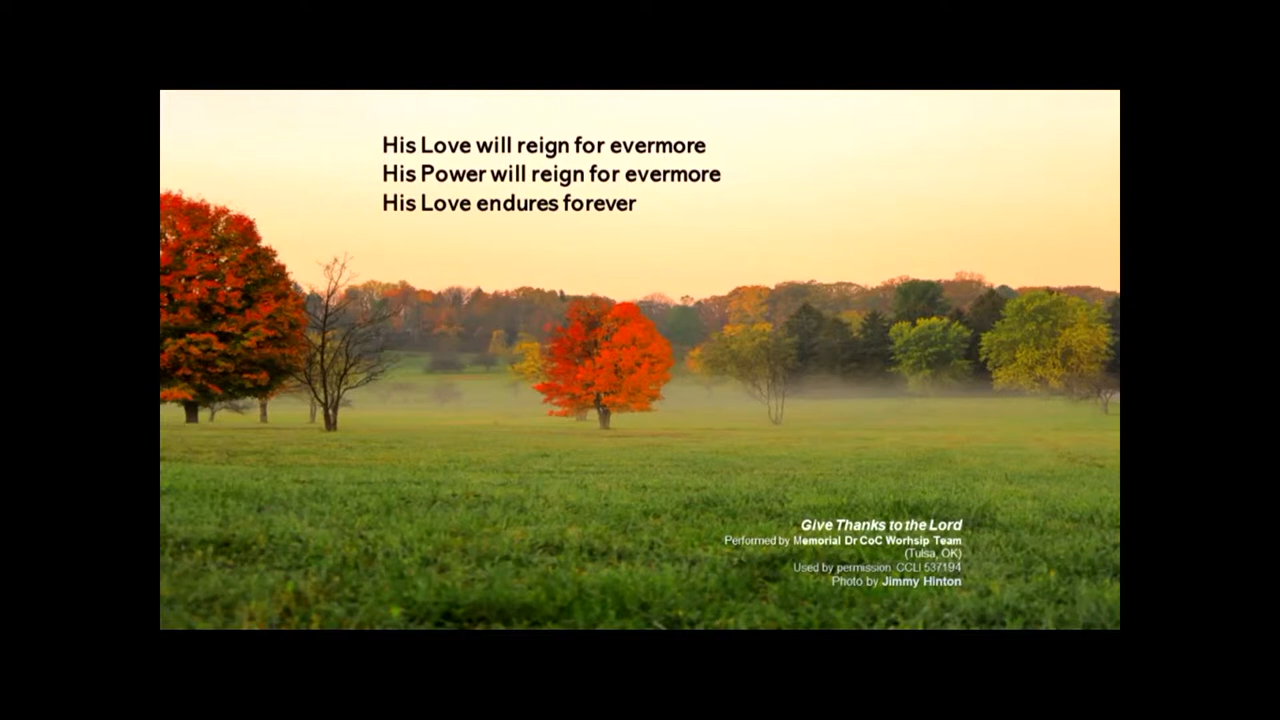 His Love will reign for evermore
His Power will reign for evermore
His Love endures forever
Give Thanks to the Lord
Performed by Memorial Dr CoC Worhsip Team
(Tulsa, OK)
Used by permission. CCLI 537194
Photo by Jimmy Hinton